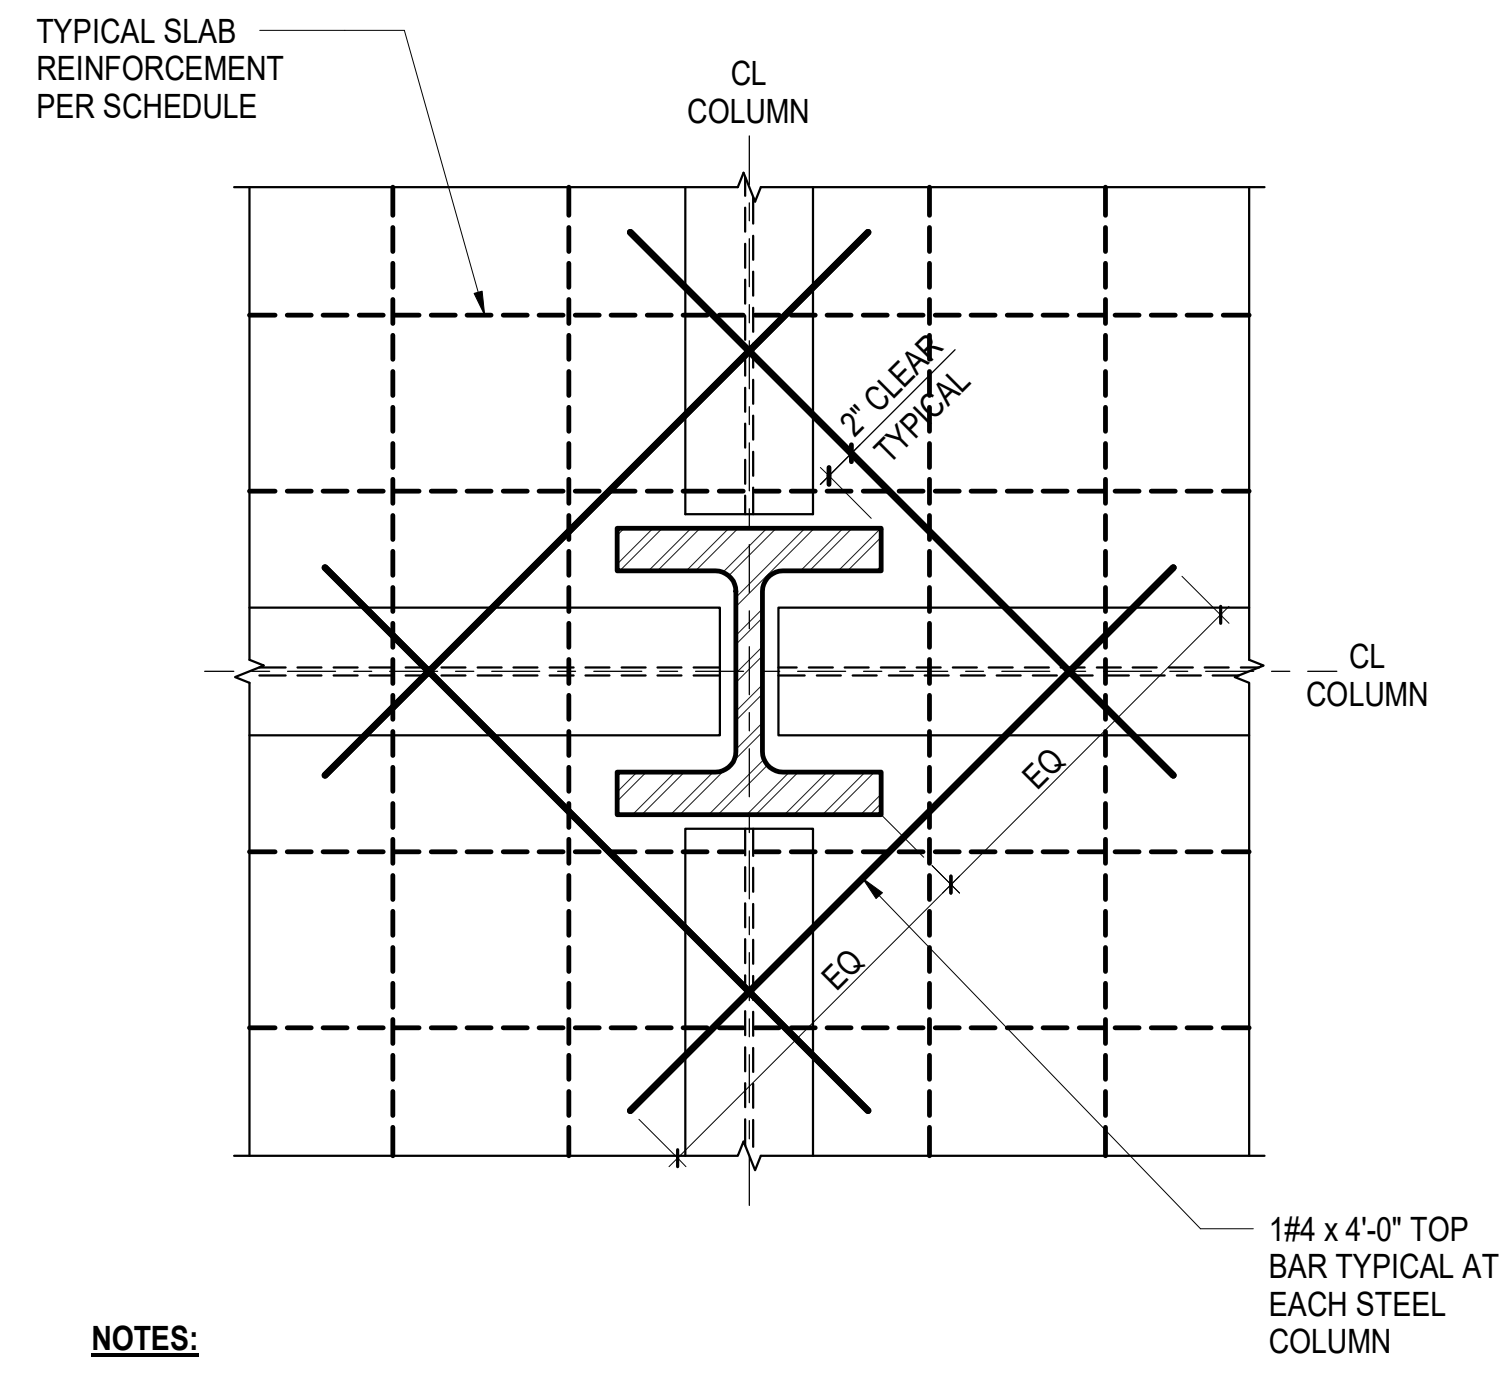 TYPICAL SLAB
REINFORCEMENT
PER SCHEDULE
CL
COLUMN
2" CLEAR
TYPICAL
CL
COLUMN
EQ
EQ
1#4 x 4'-0" TOP
BAR TYPICAL AT
EACH STEEL
COLUMN
NOTES: